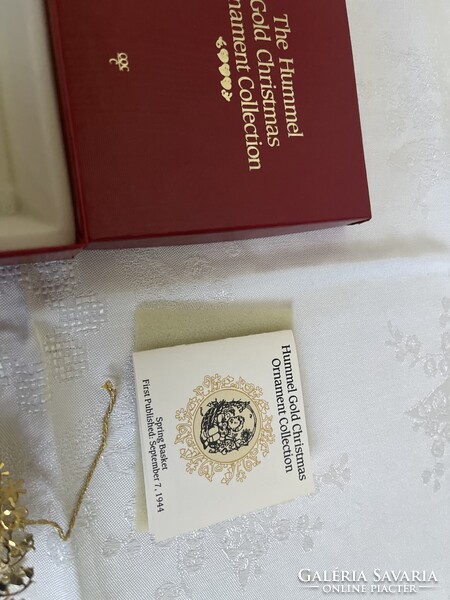 The Hummel
Gold Christmas
Ornament Collection
Hummel Gold Christmas
Ornament Collection
Spring Basket
First Published: September 7, 1944
GALÉRIA SAVARIA
ONLINE PIACTÉR